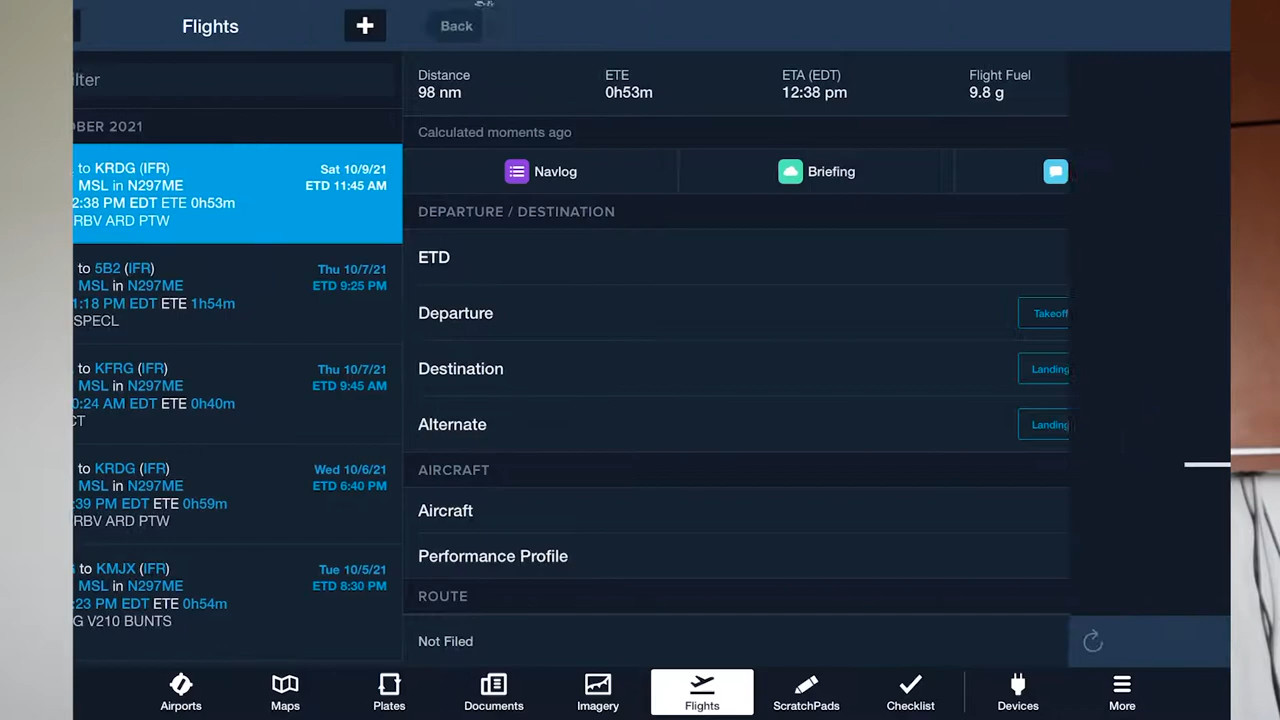 Flights
Back
ilter
Distance
98 nm
ETE
0h53m
ETA (EDT)
12:38 pm
Flight Fuel
9.8 g
Calculated moments ago
Navlog
Briefing
OBER 2021
to KRDG (IFR)
Sat 10/9/21
MSL in N297ME
ETD 11:45 AM
2:38 PM EDT ETE 0h53m
RBV ARD PTW
to 5B2 (IFR)
Thu 10/7/21
MSL in N297ME
ETD 9:25 PM
1:18 PM EDT ETE 1h54m
SPECL
to KFRG (IFR)
Thu 10/7/21
MSL in N297ME
ETD 9:45 AM
0:24 AM EDT ETE 0h40m
CT
to KRDG (IFR)
Wed 10/6/21
MSL in N297ME
ETD 6:40 PM
:39 PM EDT ETE 0h59m
RBV ARD PTW
to KMJX (IFR)
Tue 10/5/21
MSL in N297ME
ETD 8:30 PM
:23 PM EDT ETE 0h54m
G V210 BUNTS
DEPARTURE / DESTINATION
ETD
Departure
Takeoff
Destination
Landing
Alternate
Landing
AIRCRAFT
Aircraft
Performance Profile
ROUTE
Not Filed
Airports
Maps
Plates
Documents
Imagery
Flights
ScratchPads
Checklist
Devices
More